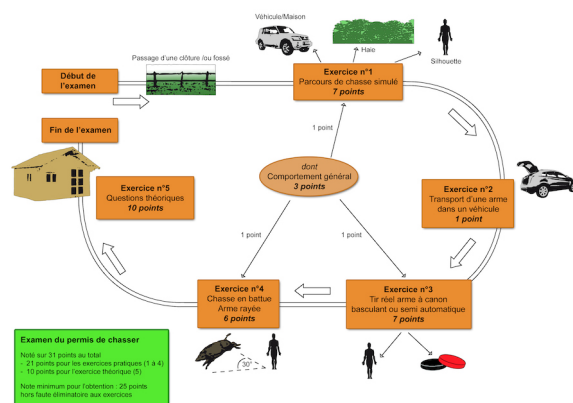 Véhicule/Maison
Haie
Silhouette
Passage d'une clôture /ou fossé
Début de
l'examen
Exercice n°1
Parcours de chasse simulé
7 points
Fin de l'examen
1 point
dont
Comportement général
3 points
Exercice n°5
Questions théoriques
10 points
Exercice n°2
Transport d'une arme
dans un véhicule
1 point
1 point
1 point
Exercice n°4
Chasse en battue
Arme rayée
6 points
Exercice n°3
Tir réel arme à canon
basculant ou semi automatique
7 points
30°
Examen du permis de chasser
Noté sur 31 points au total
- 21 points pour les exercices pratiques (1 à 4)
- 10 points pour l'exercice théorique (5)
Note minimum pour l'obtention : 25 points
hors faute éliminatoire aux exercices